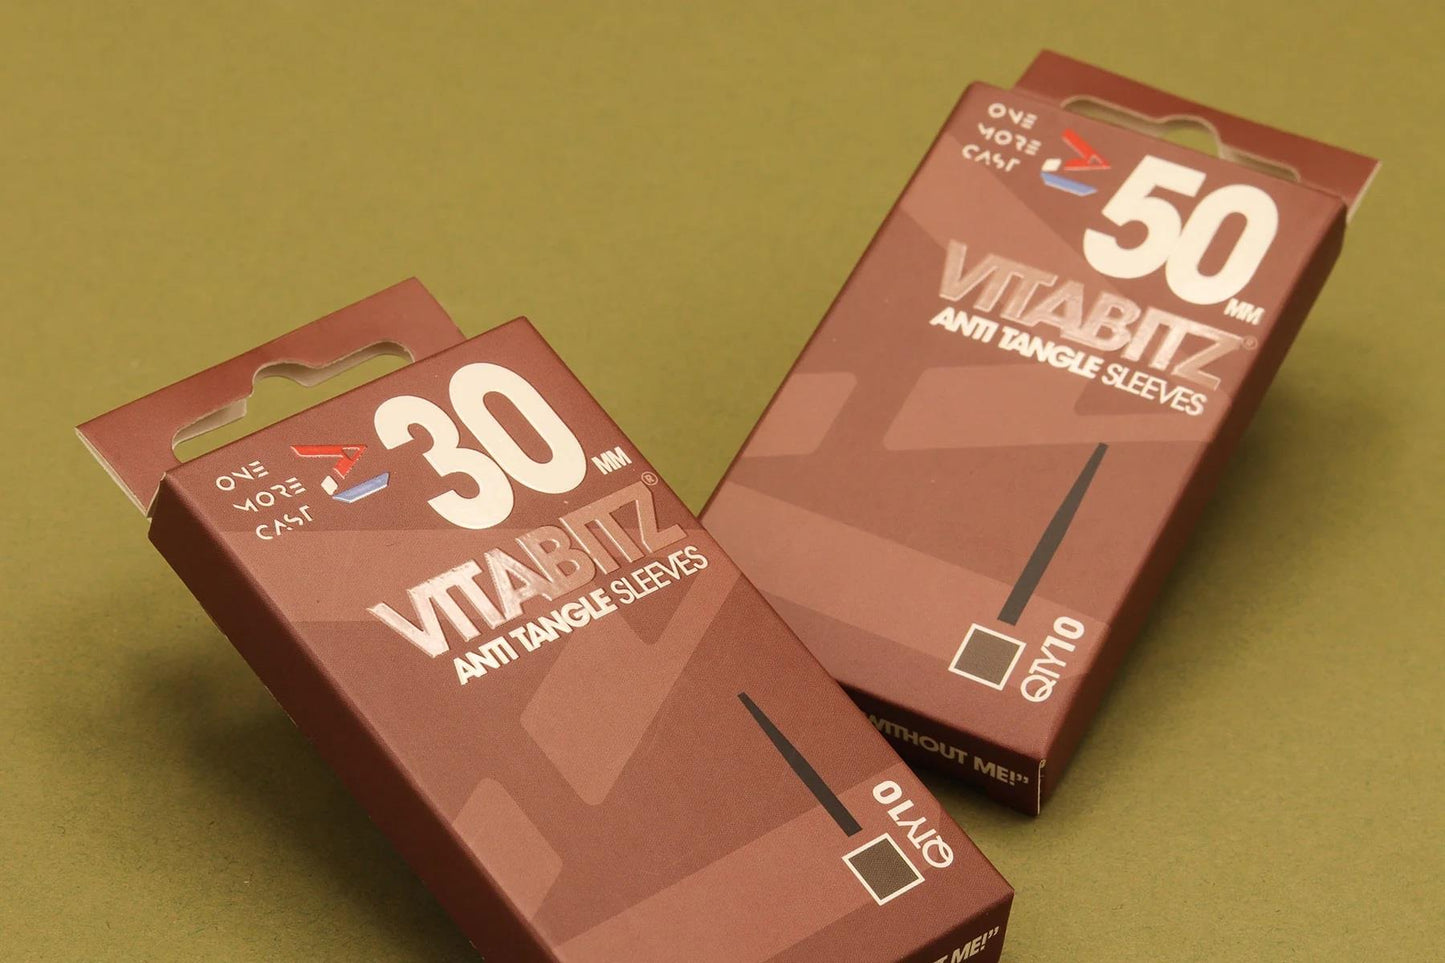 ONE
MORE
CAST
30 MM
VITABITZ®
ANTI TANGLE SLEEVES
QTY10
ME!”
ONE
MORE
CAST
50 MM
VITABITZ®
ANTI TANGLE SLEEVES
QTY10
WITHOUT ME!”